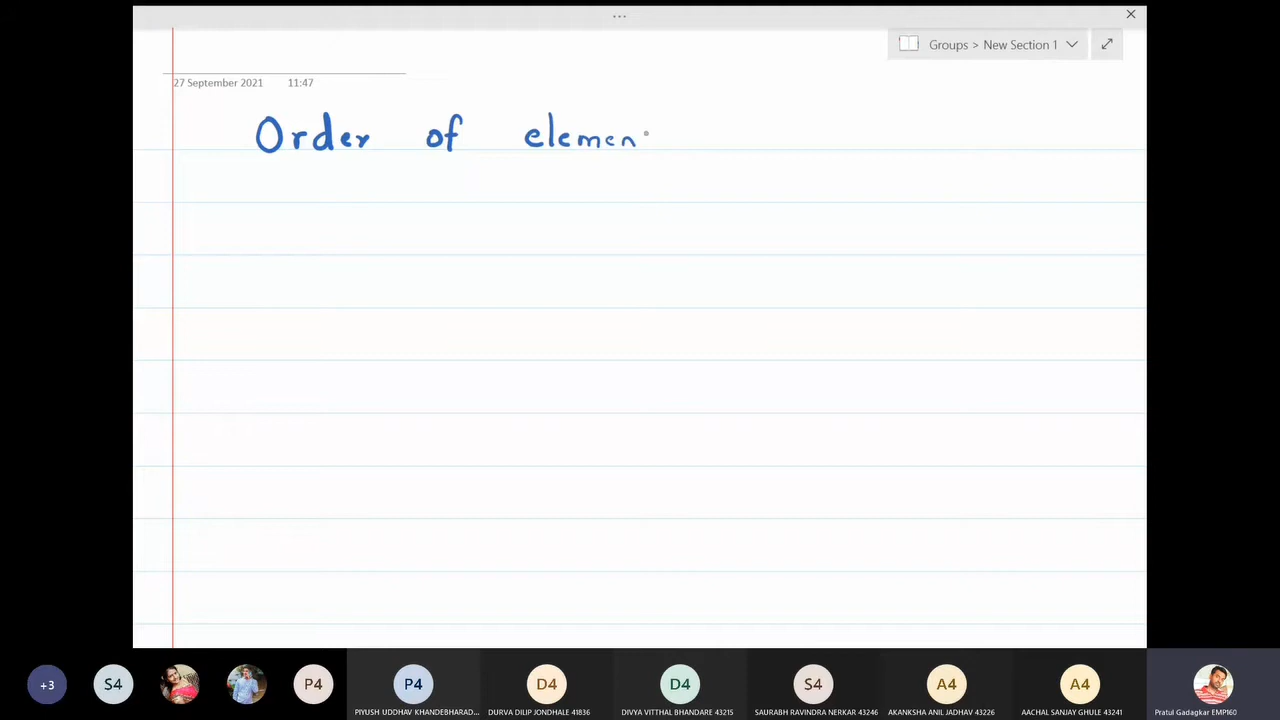 ...
Groups > New Section 1
27 September 2021 11:47
Order of elemen
+3 S4 P4 P4 D4 D4 S4 A4 A4
PIYUSH UDDHAV KHANDEBHARAD... DURVA DILIP JONDHALE 41836 DIVYA VITTHAL BHANDARE 43215 SAURABH RAVINDRA NERKAR 43246 AKANKSHA ANIL JADHAV 43226 AACHAL SANJAY GHULE 43241 Pratul Gadagkar EMP160